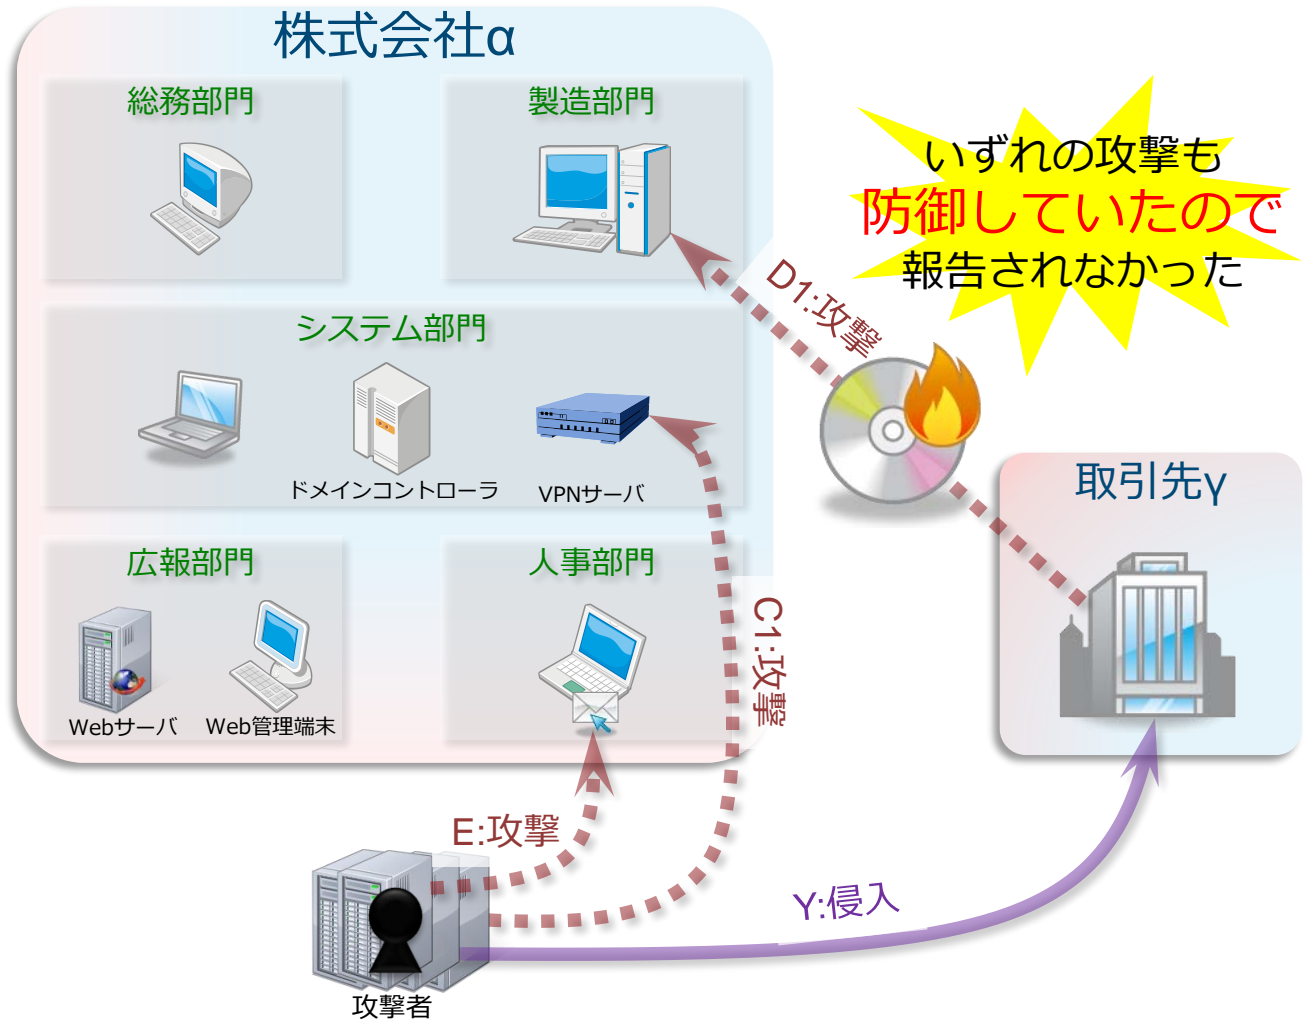 株式会社α
総務部門
製造部門
いずれの攻撃も
防御していたので
報告されなかった
D1:攻撃
システム部門
ドメインコントローラ
VPNサーバ
取引先γ
広報部門
人事部門
Webサーバ
Web管理端末
C1:攻撃
E:攻撃
Y:侵入
攻撃者